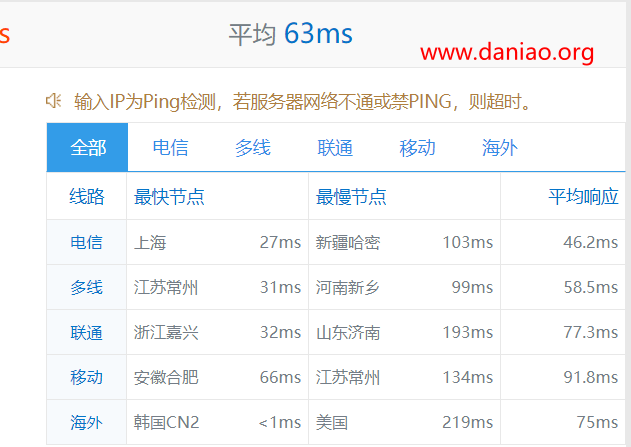 s
平均 63ms
www.daniao.org
输入IP为Ping检测，若服务器网络不通或禁PING，则超时。
全部 电信 多线 联通 移动 海外
线路 最快节点 最慢节点 平均响应
电信 上海 27ms 新疆哈密 103ms 46.2ms
多线 江苏常州 31ms 河南新乡 99ms 58.5ms
联通 浙江嘉兴 32ms 山东济南 193ms 77.3ms
移动 安徽合肥 66ms 江苏常州 134ms 91.8ms
海外 韩国CN2 <1ms 美国 219ms 75ms